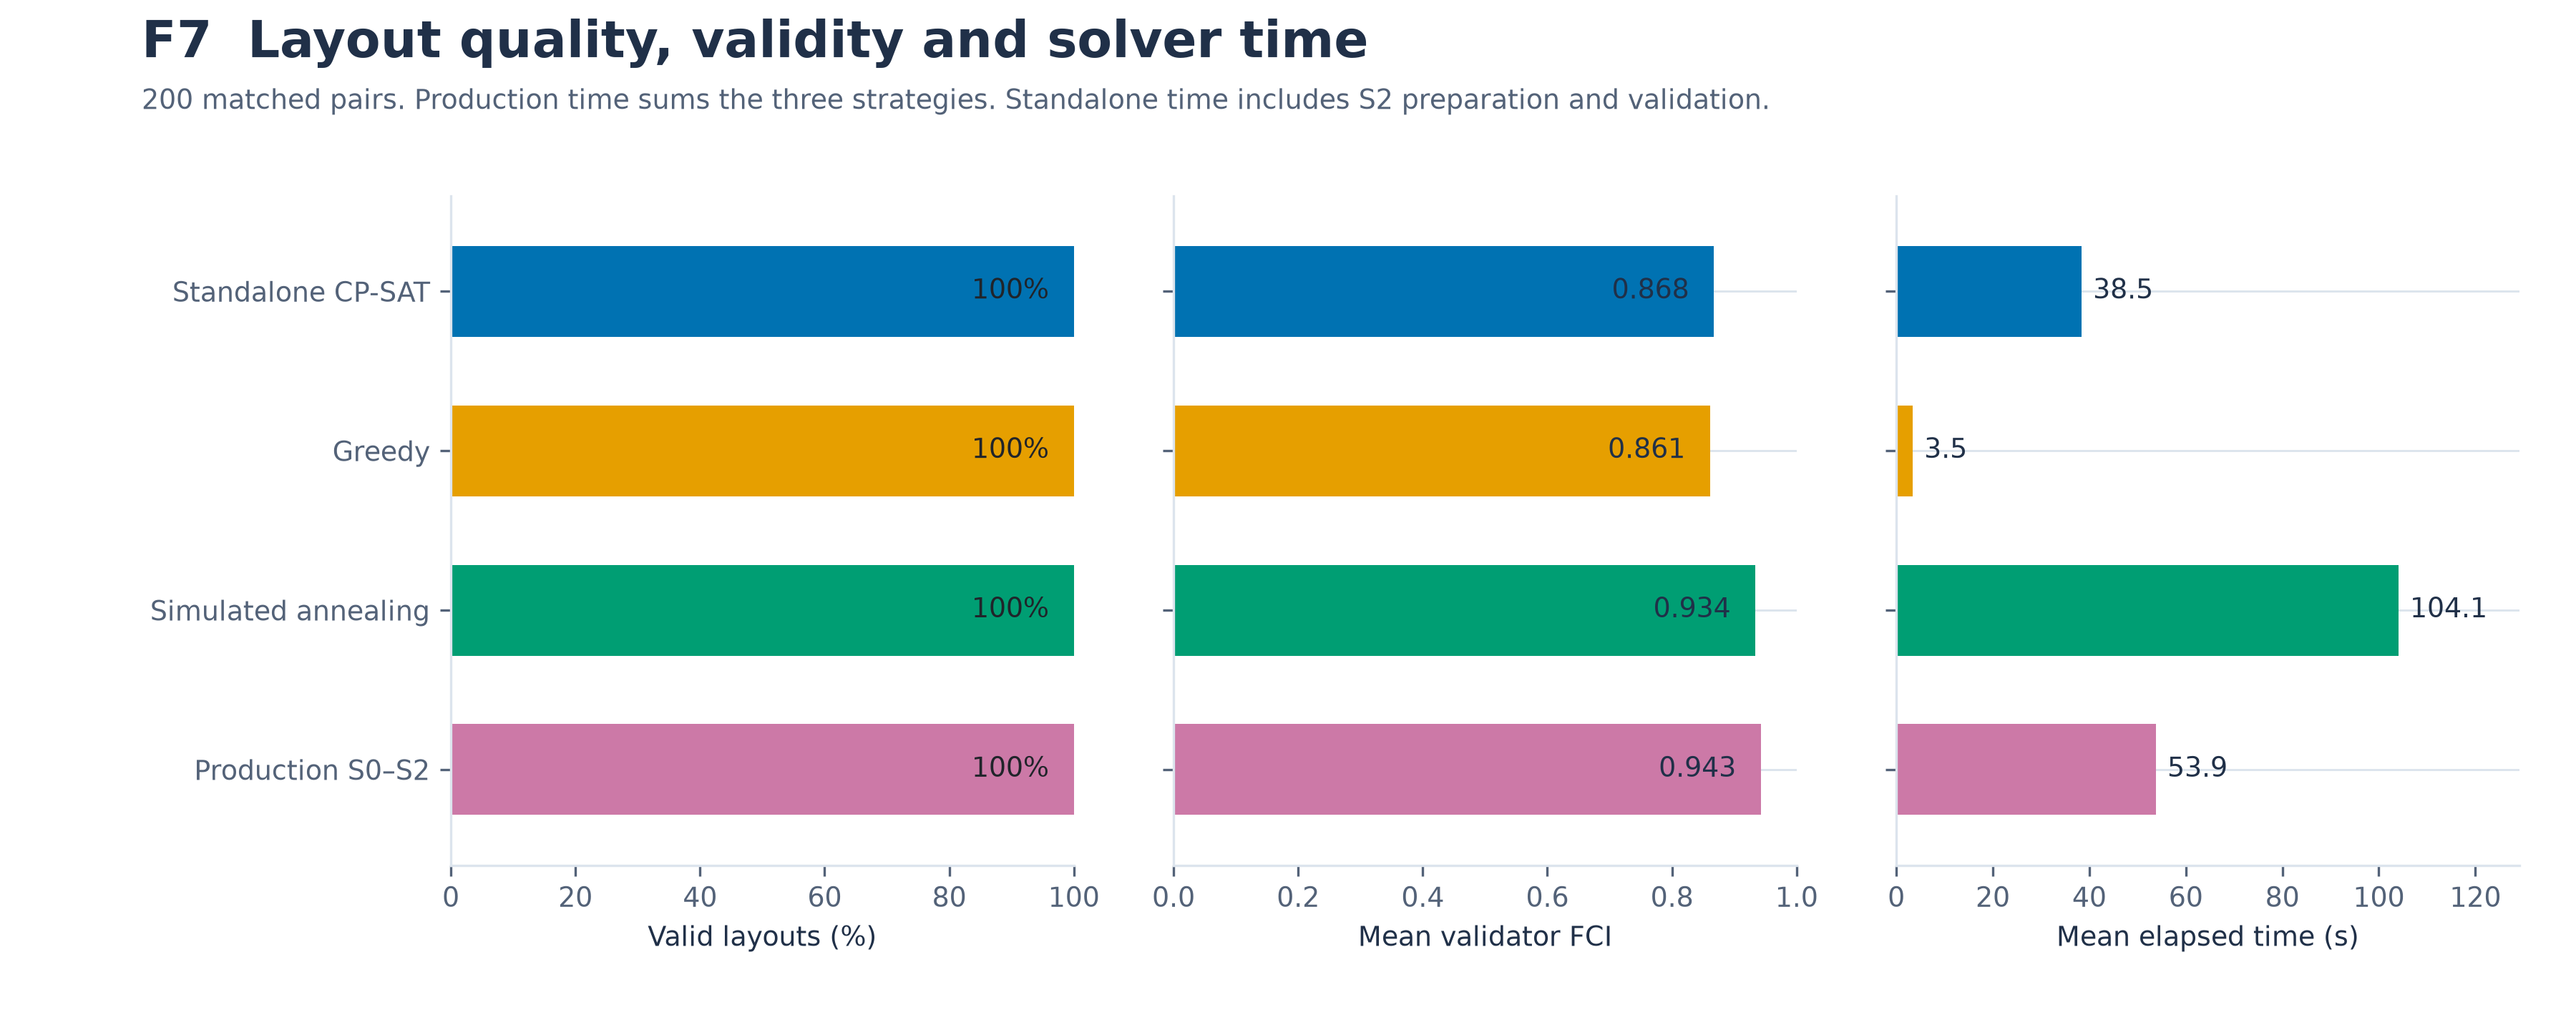 F7  Layout quality, validity and solver time
200 matched pairs. Production time sums the three strategies. Standalone time includes S2 preparation and validation.
Standalone CP-SAT
100%
0.868
38.5
Greedy
100%
0.861
3.5
Simulated annealing
100%
0.934
104.1
Production S0–S2
100%
0.943
53.9
0 20 40 60 80 100
0.0 0.2 0.4 0.6 0.8 1.0
0 20 40 60 80 100 120
Valid layouts (%)
Mean validator FCI
Mean elapsed time (s)